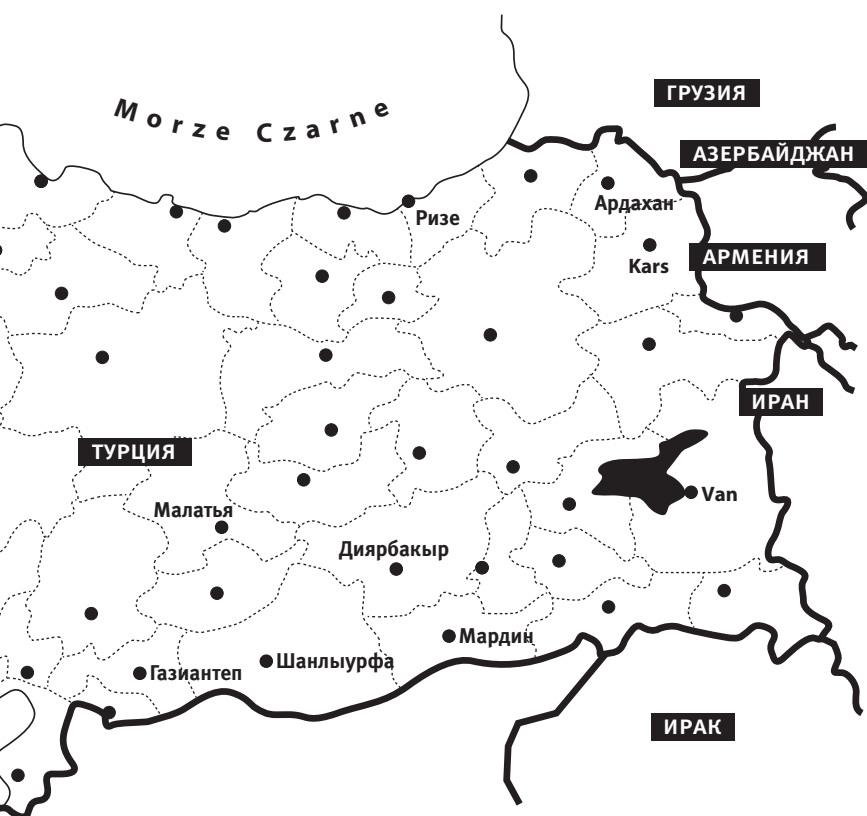 ГРУЗИЯ
Morze Czarne
АЗЕРБАЙДЖАН
Ардахан
Ризе
АРМЕНИЯ
Kars
ИРАН
ТУРЦИЯ
Van
Малатья
Диярбакыр
Мардин
Шанлыурфа
Газиантеп
ИРАК